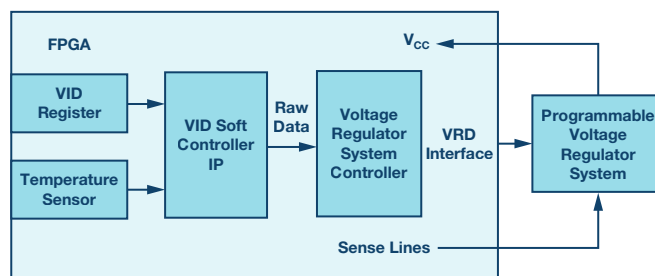 FPGA
V_CC
VID
Register
Temperature
Sensor
VID Soft
Controller
IP
Raw
Data
Voltage
Regulator
System
Controller
VRD
Interface
Programmable
Voltage
Regulator
System
Sense Lines